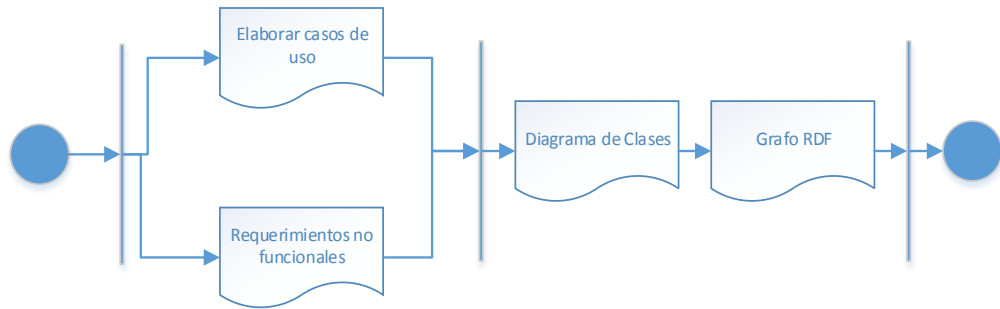 Elaborar casos de
uso
Requerimientos no
funcionales
Diagrama de Clases
Grafo RDF